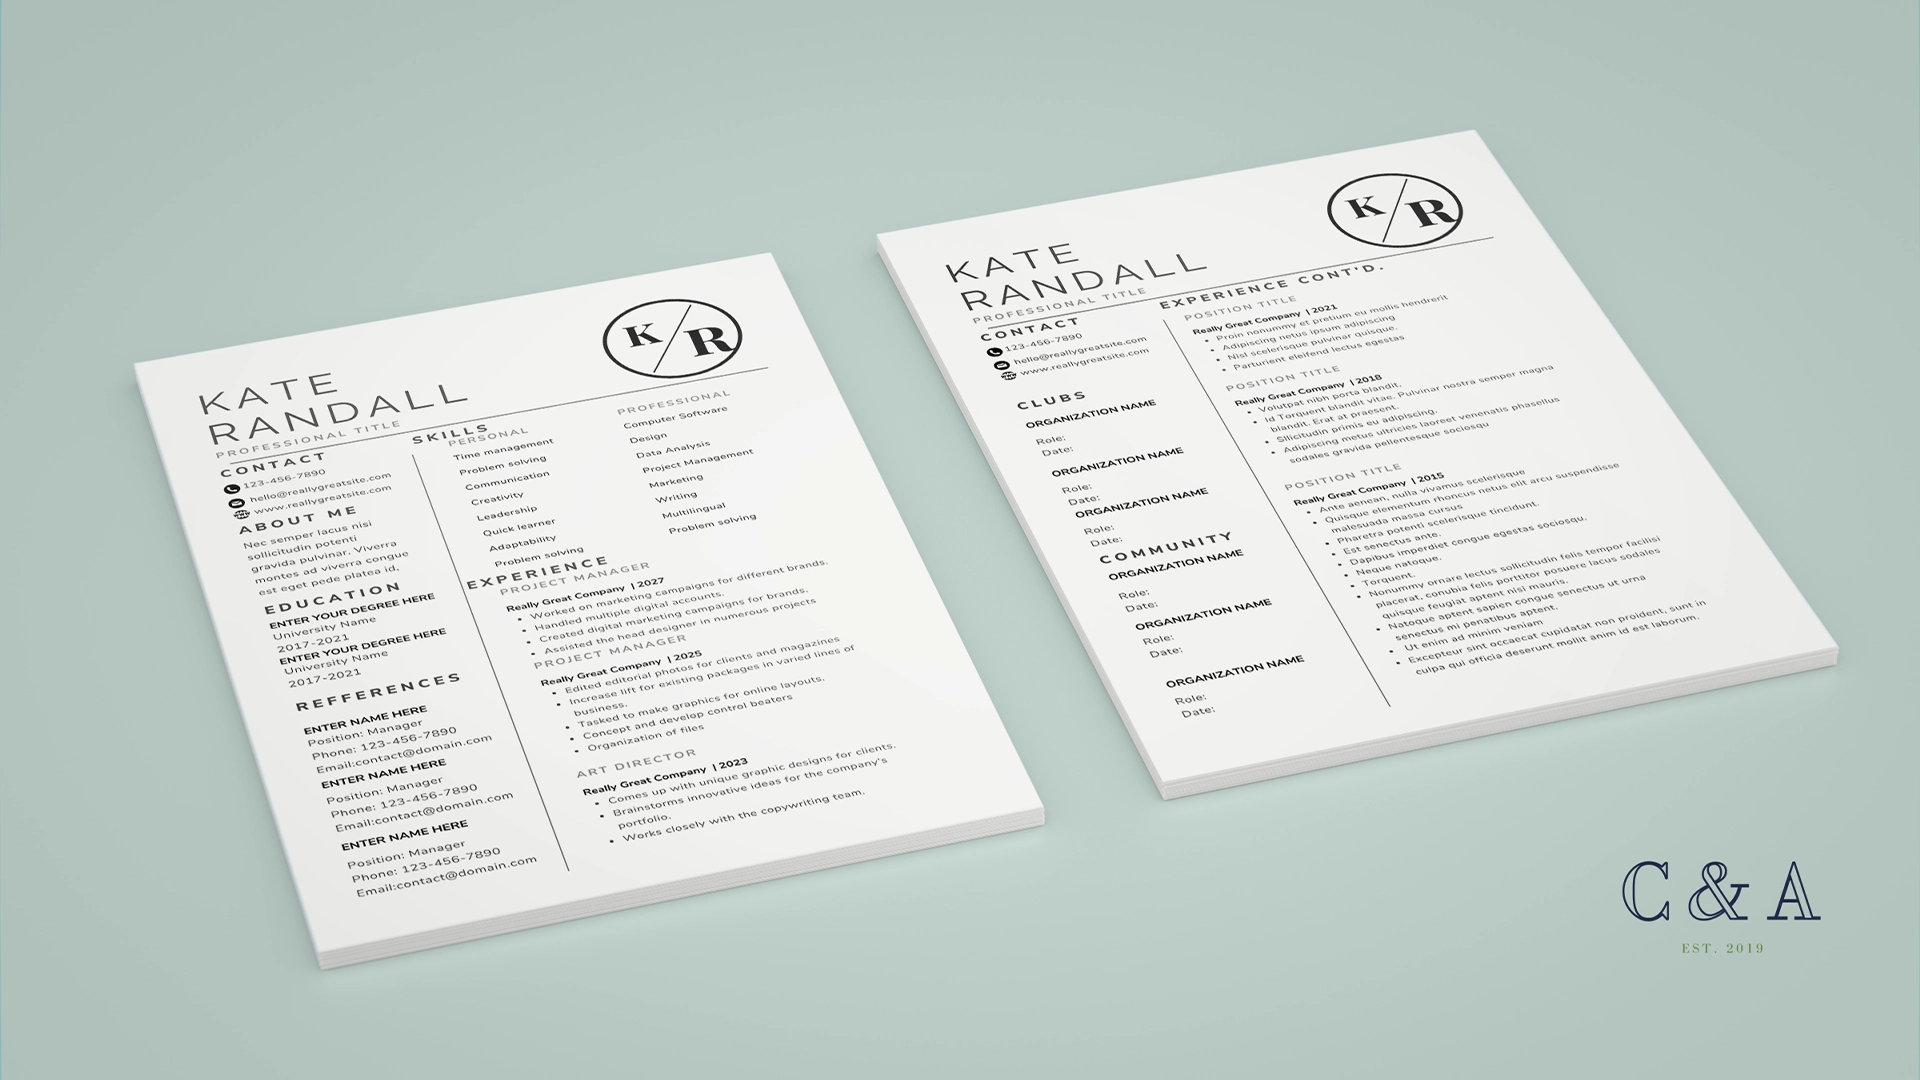 KATE
RANDALL
PROFESSIONAL TITLE
K R
CONTACT
123-456-7890
hello@reallygreatsite.com
www.reallygreatsite.com
ABOUT ME
Nec semper lacus nisi
sollicitudin potenti
gravida pulvinar. Viverra
montes ad viverra congue
est eget pede platea id,
EDUCATION
ENTER YOUR DEGREE HERE
University Name
2017-2021
ENTER YOUR DEGREE HERE
University Name
2017-2021
REFFERENCES
ENTER NAME HERE
Position: Manager
Phone: 123-456-7890
Email:contact@domain.com
ENTER NAME HERE
Position: Manager
Phone: 123-456-7890
Email:contact@domain.com
ENTER NAME HERE
Position: Manager
Phone: 123-456-7890
Email:contact@domain.com
SKILLS
PERSONAL
Time management
Problem solving
Communication
Creativity
Leadership
Quick learner
Adaptability
Problem solving
PROFESSIONAL
Computer Software
Design
Data Analysis
Project Management
Marketing
Writing
Multilingual
Problem solving
EXPERIENCE
PROJECT MANAGER
Really Great Company | 2027
• Worked on marketing campaigns for different brands.
• Handled multiple digital accounts.
• Created digital marketing campaigns for brands.
• Assisted the head designer in numerous projects
PROJECT MANAGER
Really Great Company | 2025
• Edited editorial photos for clients and magazines
• Increase lift for existing packages in varied lines of
business.
• Tasked to make graphics for online layouts.
• Concept and develop control beaters
• Organization of files
ART DIRECTOR
Really Great Company | 2023
• Comes up with unique graphic designs for clients.
• Brainstorms innovative ideas for the company's
portfolio.
• Works closely with the copywriting team.
KATE
RANDALL
PROFESSIONAL TITLE
K R
CONTACT
123-456-7890
hello@reallygreatsite.com
www.reallygreatsite.com
CLUBS
ORGANIZATION NAME
Role:
Date:
ORGANIZATION NAME
Role:
Date:
ORGANIZATION NAME
Role:
Date:
COMMUNITY
ORGANIZATION NAME
Role:
Date:
ORGANIZATION NAME
Role:
Date:
ORGANIZATION NAME
Role:
Date:
EXPERIENCE CONT'D.
POSITION TITLE
Really Great Company | 2021
• Proin nonummy et pretium eu mollis hendrerit
• Adipiscing netus ipsum adipiscing
• Nisl scelerisque pulvinar quisque.
• Parturient eleifend lectus egestas
POSITION TITLE
Really Great Company | 2018
• Volutpat nibh porta blandit.
• Id Torquent blandit vitae. Pulvinar nostra semper magna
blandit. Erat at praesent.
• Sllicitudin primis eu adipiscing.
• Adipiscing metus ultricies laoreet venenatis phasellus
sodales gravida pellentesque sociosqu
POSITION TITLE
Really Great Company | 2015
• Ante aenean, nulla vivamus scelerisque
• Quisque elementum rhoncus netus elit arcu suspendisse
malesuada massa cursus
• Pharetra potenti scelerisque tincidunt.
• Est senectus ante.
• Dapibus imperdiet congue egestas sociosqu.
• Neque natoque.
• Torquent.
• Nonummy ornare lectus sollicitudin felis tempor facilisi
placerat, conubia felis porttitor posuere lacus sodales
quisque feugiat aptent nisi mauris.
• Natoque aptent sapien congue senectus ut urna
senectus mi penatibus aptent.
• Ut enim ad minim veniam
• Excepteur sint occaecat cupidatat non proident, sunt in
culpa qui officia deserunt mollit anim id est laborum.
C & A
EST. 2019